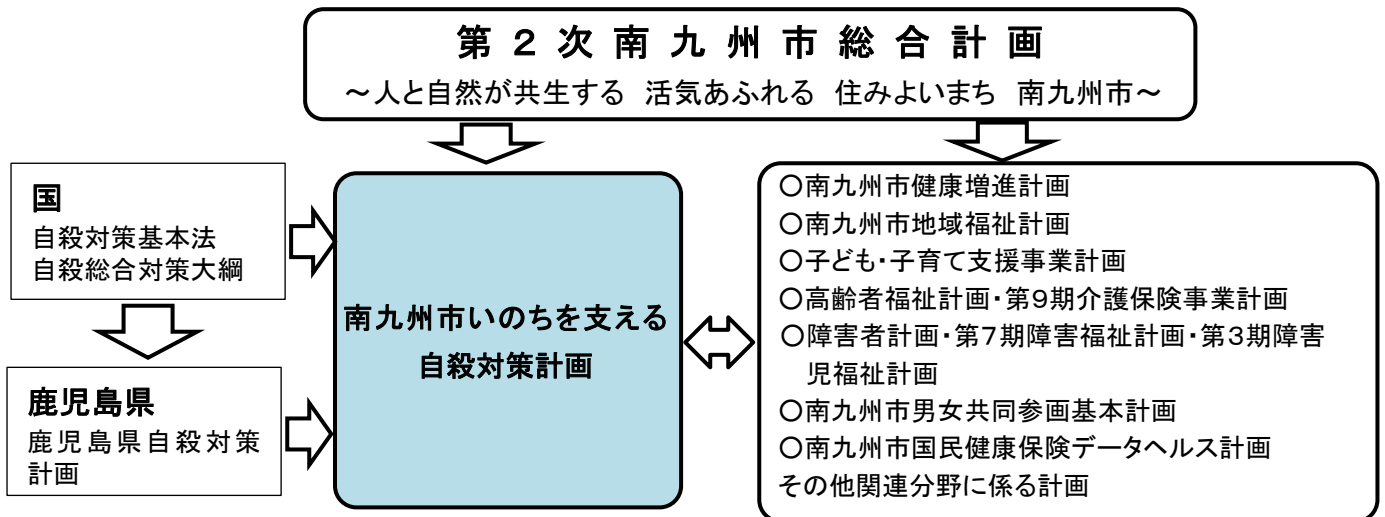 第２次南九州市総合計画
～人と自然が共生する 活気あふれる 住みよいまち 南九州市～
国
自殺対策基本法
自殺総合対策大綱
鹿児島県
鹿児島県自殺対策
計画
南九州市いのちを支える
自殺対策計画
○南九州市健康増進計画
○南九州市地域福祉計画
○子ども・子育て支援事業計画
○高齢者福祉計画・第９期介護保険事業計画
○障害者計画・第７期障害福祉計画・第３期障害
児福祉計画
○南九州市男女共同参画基本計画
○南九州市国民健康保険データヘルス計画
その他関連分野に係る計画